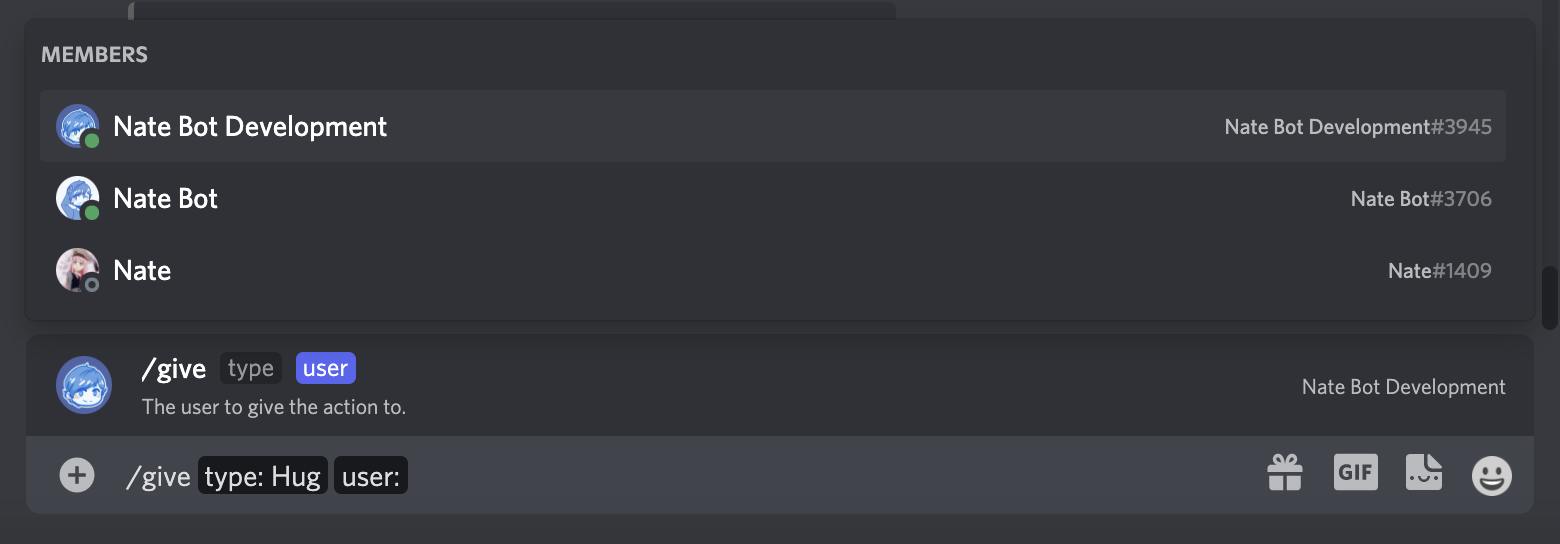 MEMBERS
Nate Bot Development Nate Bot Development#3945
Nate Bot Nate Bot#3706
Nate Nate#1409
/give type user
The user to give the action to.
Nate Bot Development
/give type: Hug user: GIF